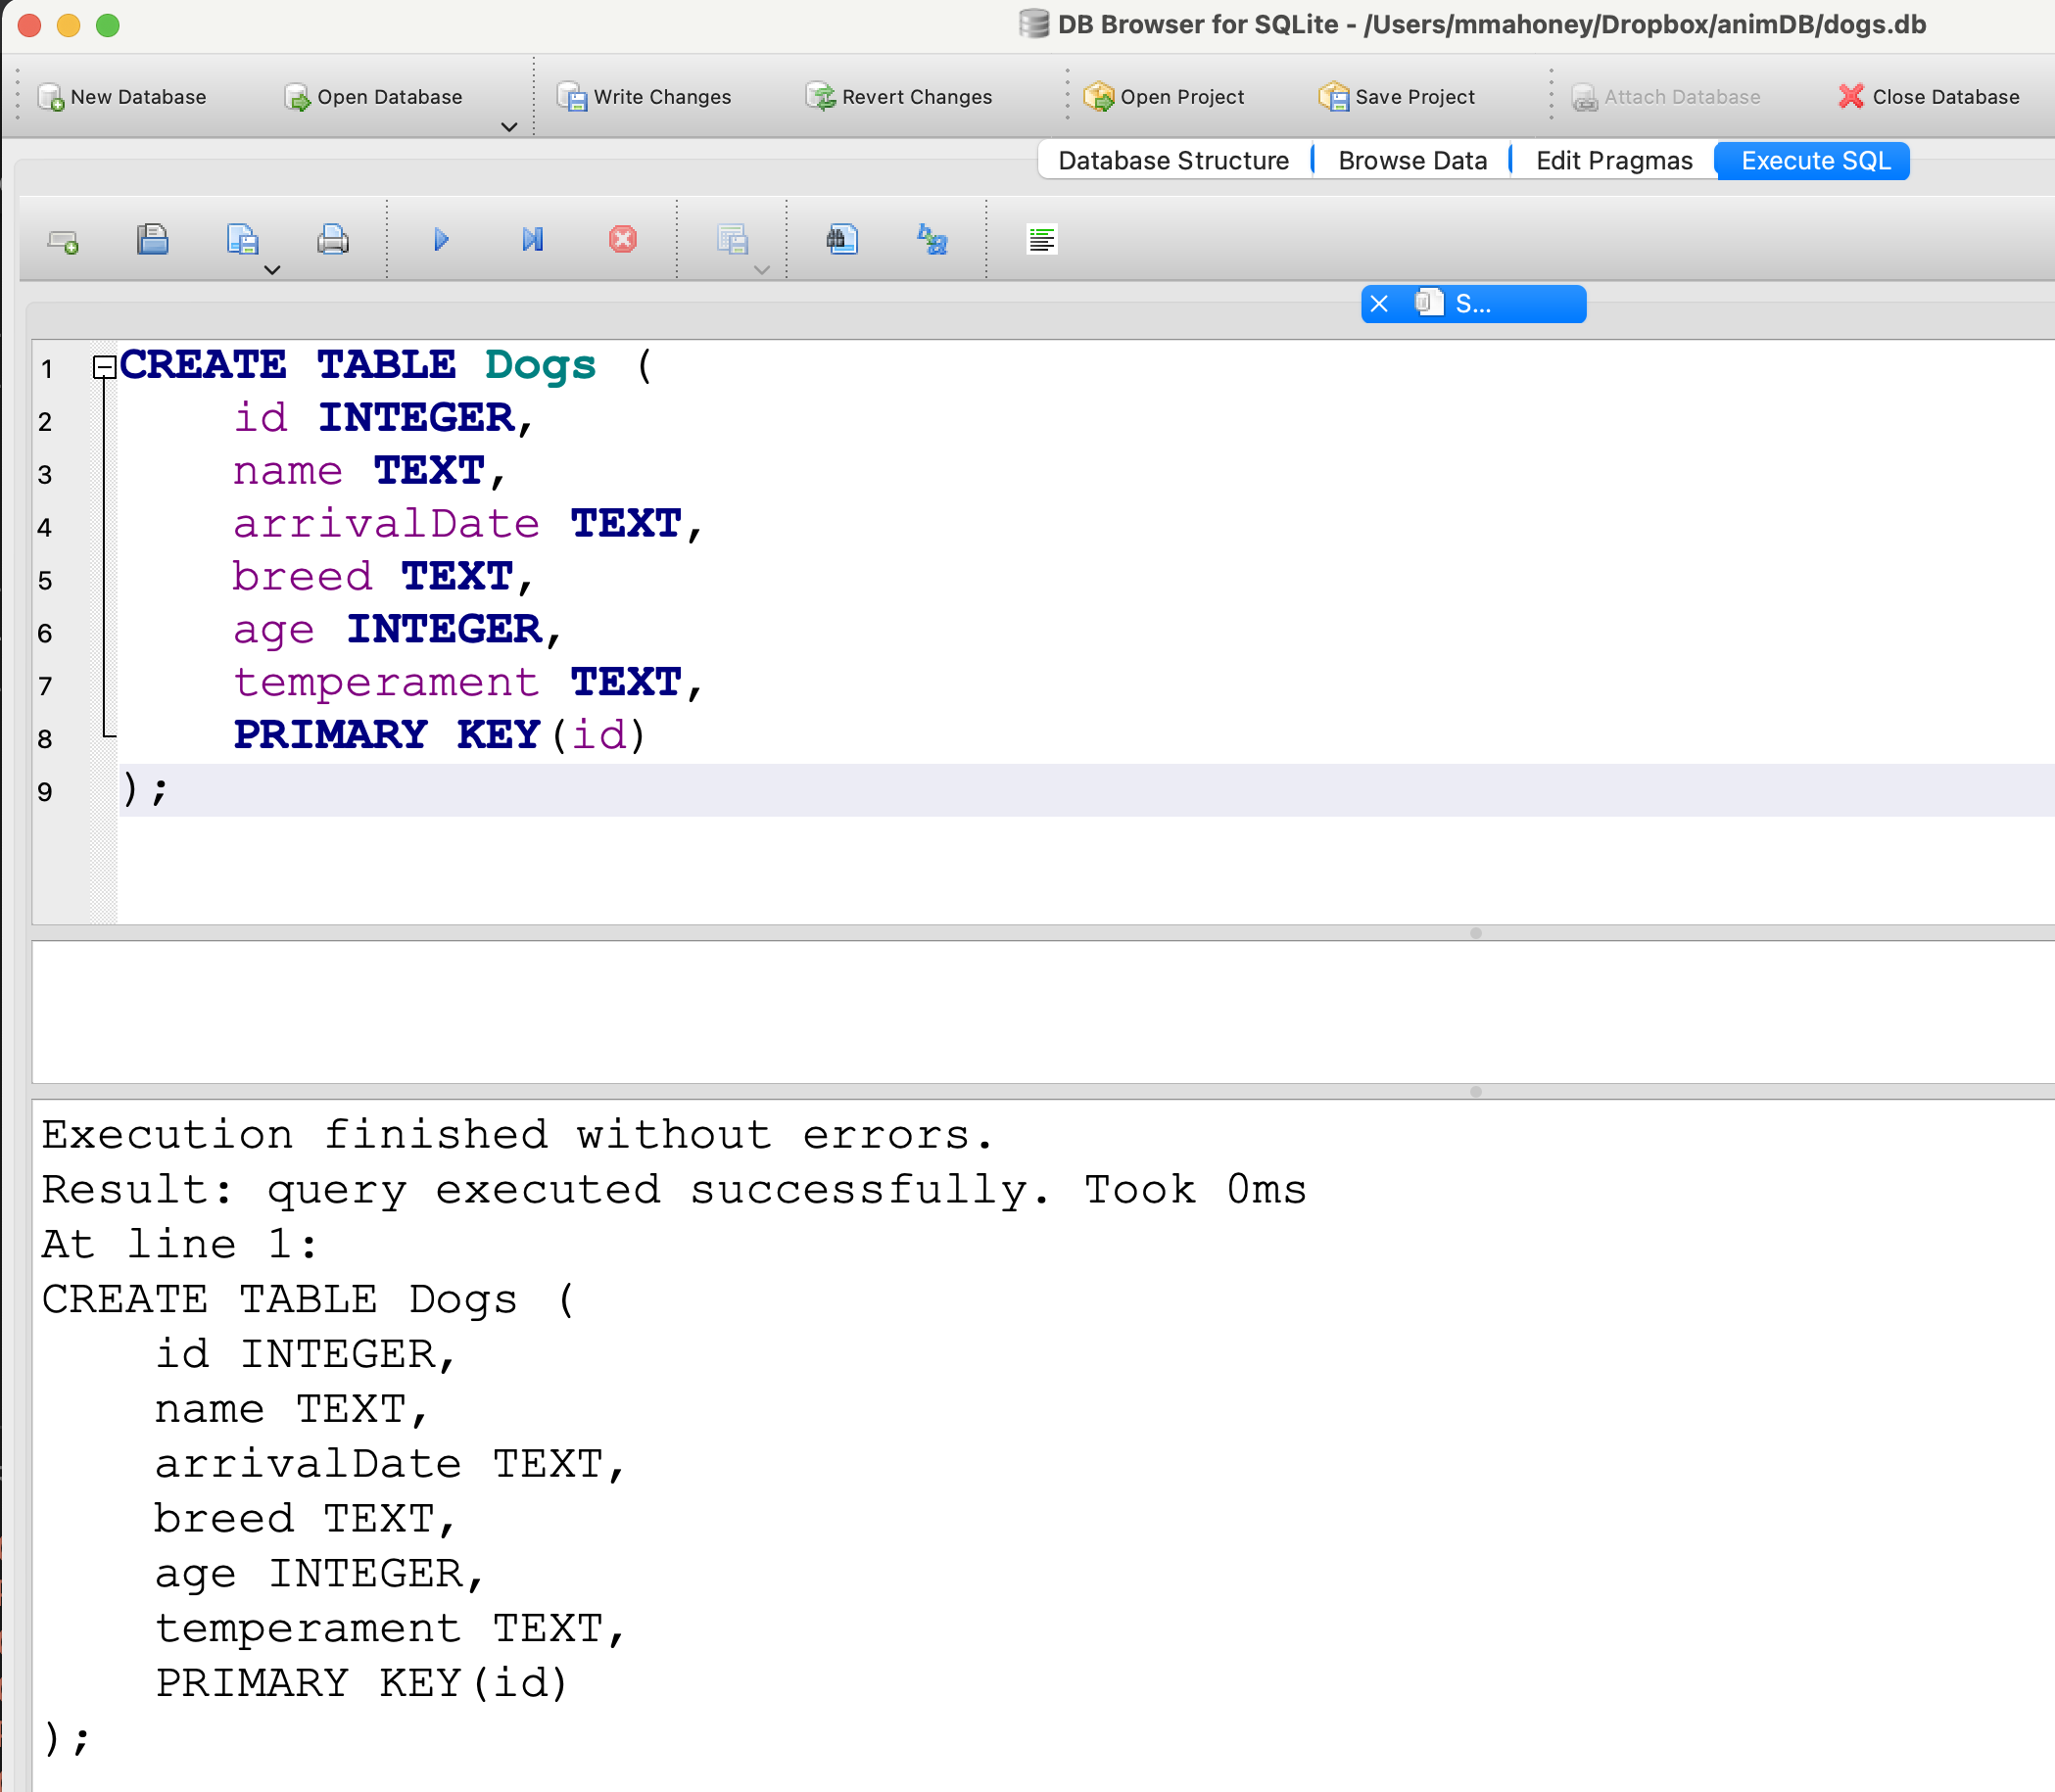 DB Browser for SQLite - /Users/mmahoney/Dropbox/animDB/dogs.db
New Database Open Database Write Changes Revert Changes Open Project Save Project Attach Database Close Database
Database Structure Browse Data Edit Pragmas Execute SQL
S...
1 CREATE TABLE Dogs (
2 id INTEGER,
3 name TEXT,
4 arrivalDate TEXT,
5 breed TEXT,
6 age INTEGER,
7 temperament TEXT,
8 PRIMARY KEY(id)
9 );
Execution finished without errors.
Result: query executed successfully. Took 0ms
At line 1:
CREATE TABLE Dogs (
id INTEGER,
name TEXT,
arrivalDate TEXT,
breed TEXT,
age INTEGER,
temperament TEXT,
PRIMARY KEY(id)
);